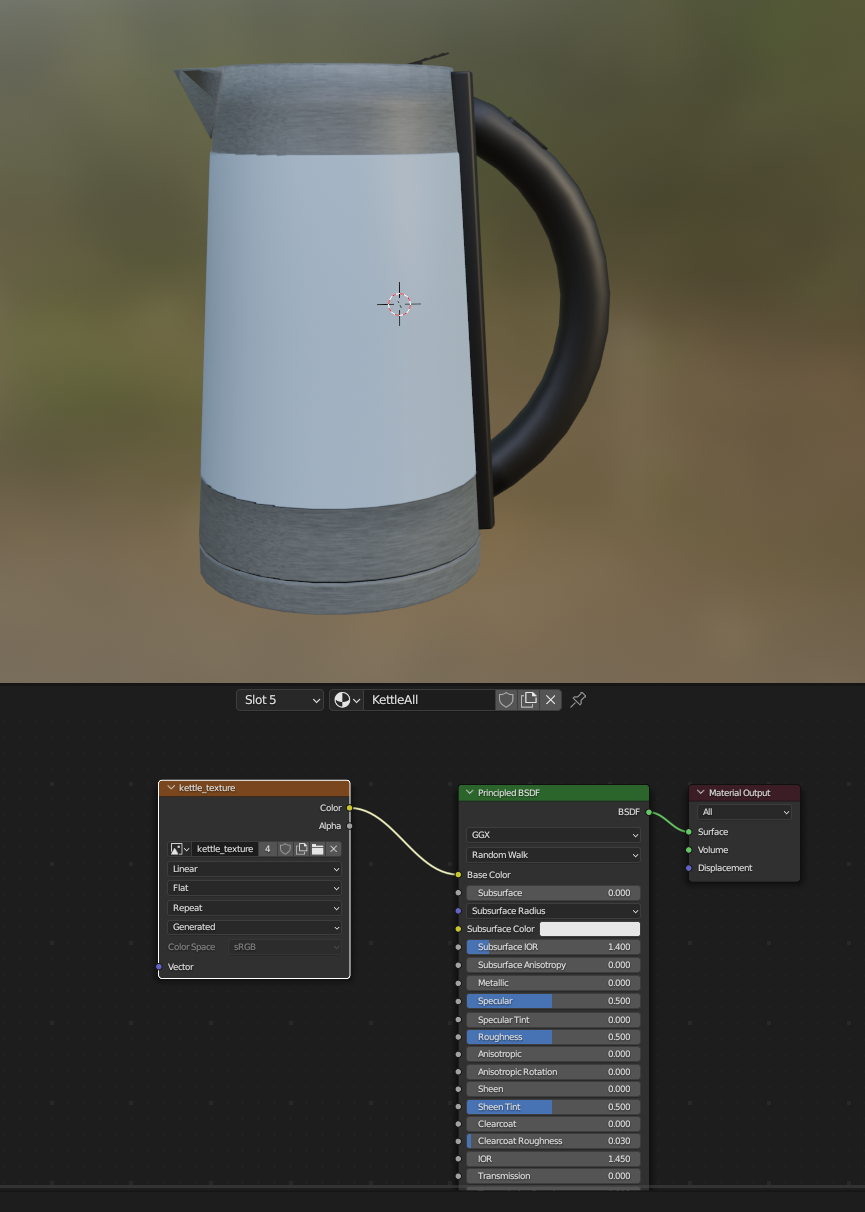 Slot 5
KettleAll
kettle_texture
Color
Alpha
kettle_texture 4
Linear
Flat
Repeat
Generated
Color Space sRGB
Vector
Principled BSDF
BSDF
GGX
Random Walk
Base Color
Subsurface 0.000
Subsurface Radius
Subsurface Color
Subsurface IOR 1.400
Subsurface Anisotropy 0.000
Metallic 0.000
Specular 0.500
Specular Tint 0.000
Roughness 0.500
Anisotropic 0.000
Anisotropic Rotation 0.000
Sheen 0.000
Sheen Tint 0.500
Clearcoat 0.000
Clearcoat Roughness 0.030
IOR 1.450
Transmission 0.000
Material Output
All
Surface
Volume
Displacement